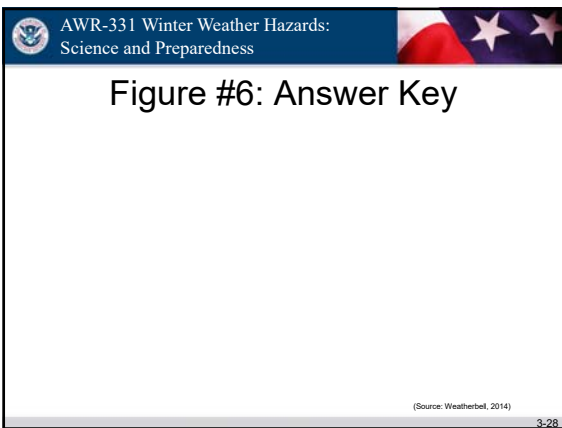 AWR-331 Winter Weather Hazards:
Science and Preparedness
Figure #6: Answer Key
(Source: Weatherbell, 2014)
3-28